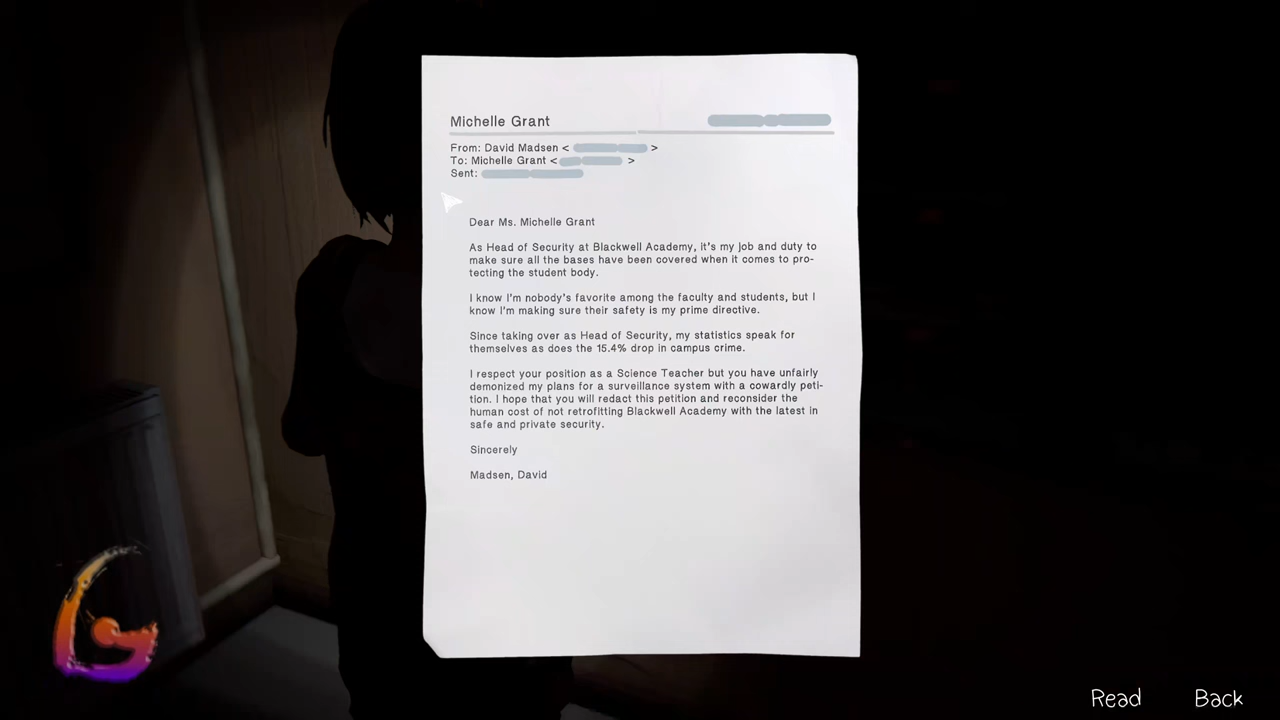 Michelle Grant
From: David Madsen < >
To: Michelle Grant < >
Sent:
Dear Ms. Michelle Grant
As Head of Security at Blackwell Academy, it's my job and duty to
make sure all the bases have been covered when it comes to pro-
tecting the student body.
I know I'm nobody's favorite among the faculty and students, but I
know I'm making sure their safety is my prime directive.
Since taking over as Head of Security, my statistics speak for
themselves as does the 15.4% drop in campus crime.
I respect your position as a Science Teacher but you have unfairly
demonized my plans for a surveillance system with a cowardly peti-
tion. I hope that you will redact this petition and reconsider the
human cost of not retrofitting Blackwell Academy with the latest in
safe and private security.
Sincerely
Madsen, David
Read Back